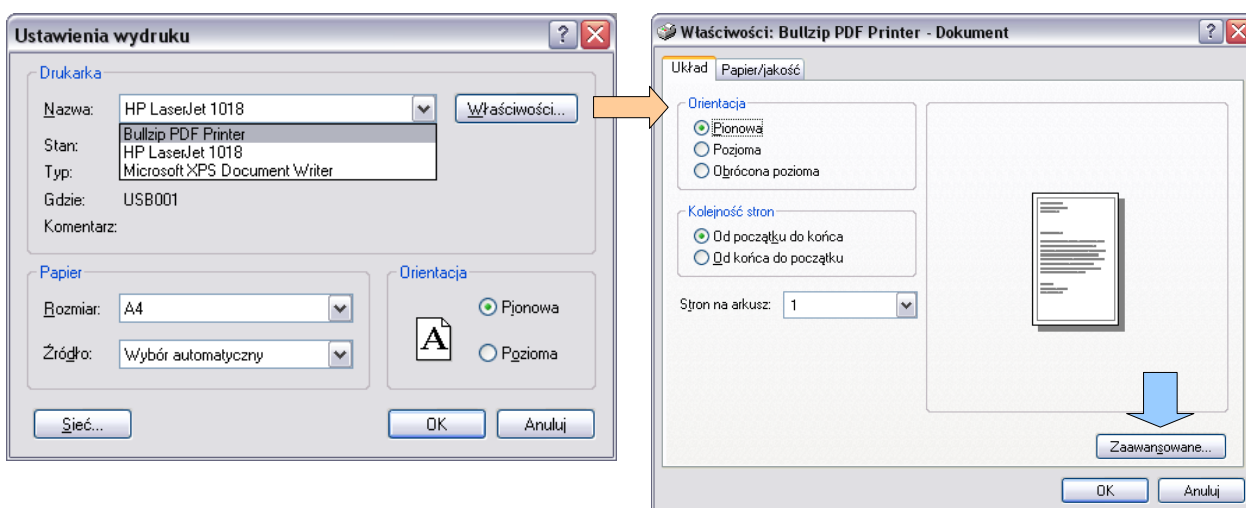 Ustawienia wydruku
Drukarka
Nazwa: HP LaserJet 1018 Właściwości...
Bullzip PDF Printer
Stan: HP LaserJet 1018
Typ: Microsoft XPS Document Writer
Gdzie: USB001
Komentarz:
Papier
Rozmiar: A4
Źródło: Wybór automatyczny
Orientacja
A
Pionowa
Pozioma
Sieć... OK Anuluj
Właściwości: Bullzip PDF Printer - Dokument
Układ Papier/jakość
Orientacja
Pionowa
Pozioma
Obrócona pozioma
Kolejność stron
Od początku do końca
Od końca do początku
Stron na arkusz: 1
Zaawansowane...
OK Anuluj